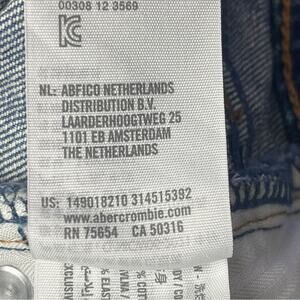 00308 12 3569
NL: ABFICO NETHERLANDS
DISTRIBUTION B.V.
LAARDERHOOGTWEG 25
1101 EB AMSTERDAM
THE NETHERLANDS
US: 149018210 314515392
www.abercrombie.com
RN 75654 CA 50316